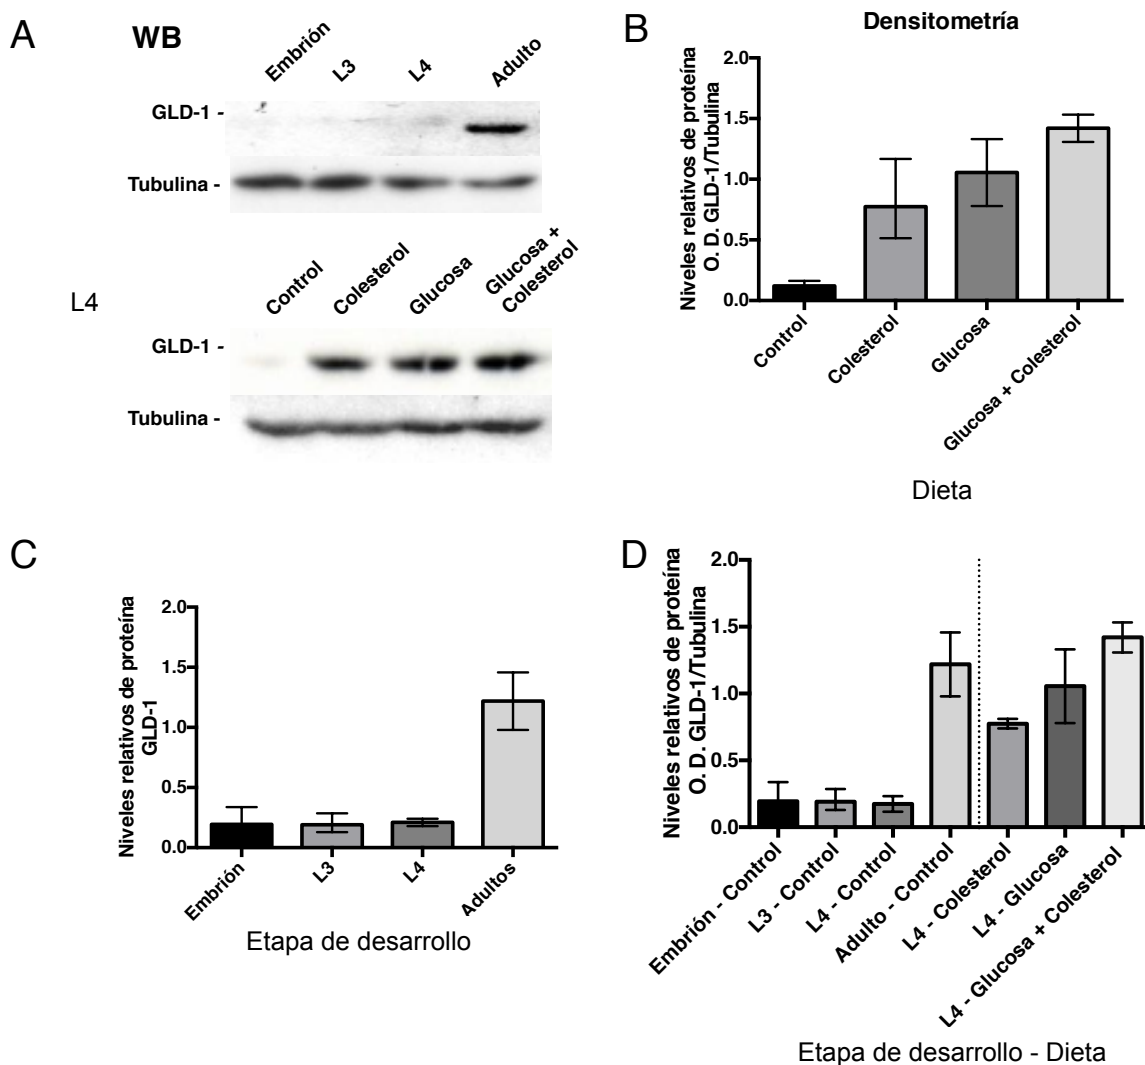 A
WB
Embrión
L3
L4
Adulto
GLD-1 -
Tubulina -
L4
Control
Colesterol
Glucosa
Glucosa +
Colesterol
GLD-1 -
Tubulina -
B
Densitometría
Niveles relativos de proteína
O. D. GLD-1/Tubulina
2.0
1.5
1.0
0.5
0.0
Control
Colesterol
Glucosa
Glucosa + Colesterol
Dieta
C
Niveles relativos de proteína
GLD-1
2.0
1.5
1.0
0.5
0.0
Embrión
L3
L4
Adultos
Etapa de desarrollo
D
Niveles relativos de proteína
O. D. GLD-1/Tubulina
2.0
1.5
1.0
0.5
0.0
Embrión - Control
L3 - Control
L4 - Control
Adulto - Control
L4 - Colesterol
L4 - Glucosa
L4 - Glucosa + Colesterol
Etapa de desarrollo - Dieta